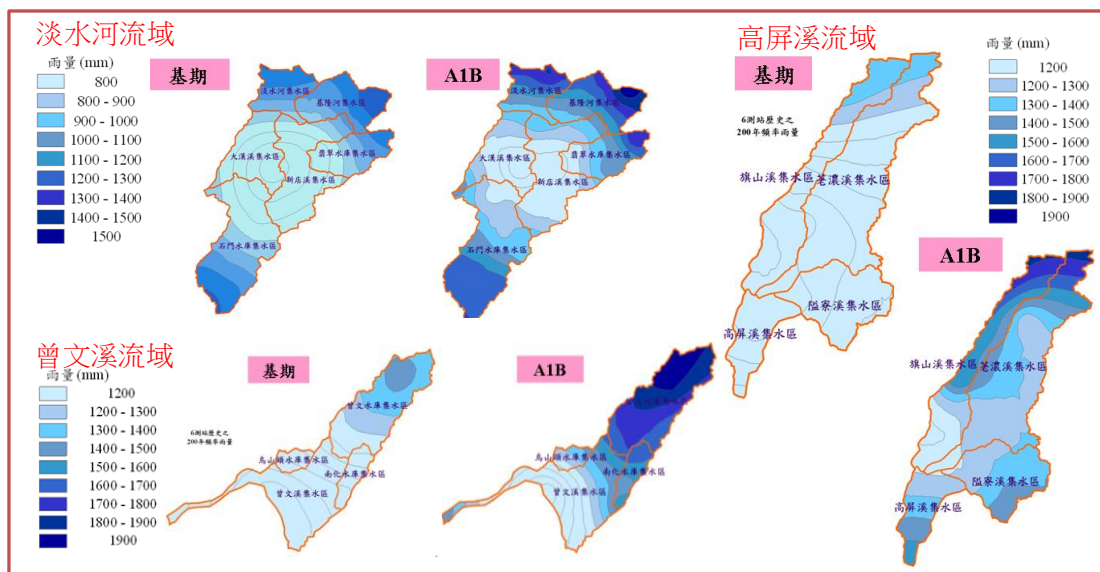 淡水河流域
雨量 (mm)
800
800 - 900
900 - 1000
1000 - 1100
1100 - 1200
1200 - 1300
1300 - 1400
1400 - 1500
1500
基期
淡水河集水區
基隆河集水區
大漢溪集水區
翡翠水庫集水區
新店溪集水區
石門水庫集水區
A1B
淡水河集水區
基隆河集水區
大漢溪集水區
翡翠水庫集水區
新店溪集水區
石門水庫集水區
高屏溪流域
基期
6測站歷史之
200年頻率雨量
雨量 (mm)
1200
1200 - 1300
1300 - 1400
1400 - 1500
1500 - 1600
1600 - 1700
1700 - 1800
1800 - 1900
1900
旗山溪集水區
荖濃溪集水區
隘寮溪集水區
高屏溪集水區
A1B
旗山溪集水區
荖濃溪集水區
隘寮溪集水區
高屏溪集水區
曾文溪流域
雨量 (mm)
1200
1200 - 1300
1300 - 1400
1400 - 1500
1500 - 1600
1600 - 1700
1700 - 1800
1800 - 1900
1900
基期
6測站歷史之
200年頻率雨量
曾文水庫集水區
烏山頭水庫集水區
南化水庫集水區
曾文溪集水區
A1B
曾文水庫集水區
烏山頭水庫集水區
南化水庫集水區
曾文溪集水區